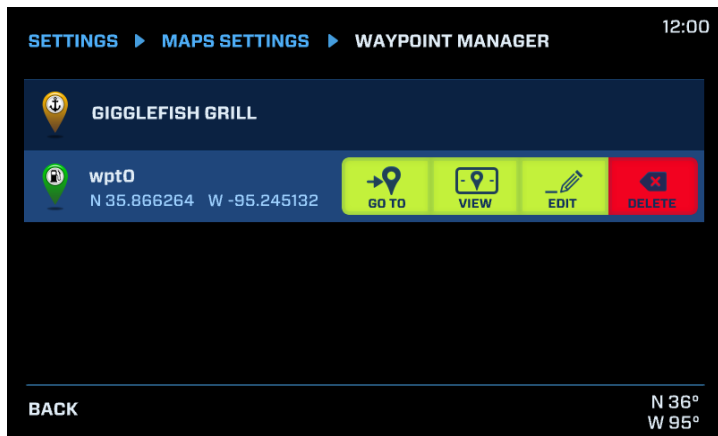 12:00
SETTINGS ▶ MAPS SETTINGS ▶ WAYPOINT MANAGER
GIGGLEFISH GRILL
wpt0
N 35.866264 W -95.245132
GO TO VIEW EDIT DELETE
BACK
N 36°
W 95°